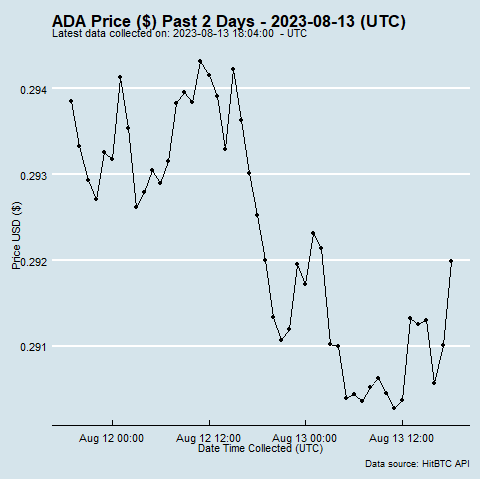 ADA Price ($) Past 2 Days - 2023-08-13 (UTC)
Latest data collected on: 2023-08-13 18:04:00 - UTC
0.294
0.293
0.292
0.291
Price USD ($)
Aug 12 00:00
Aug 12 12:00
Aug 13 00:00
Aug 13 12:00
Date Time Collected (UTC)
Data source: HitBTC API